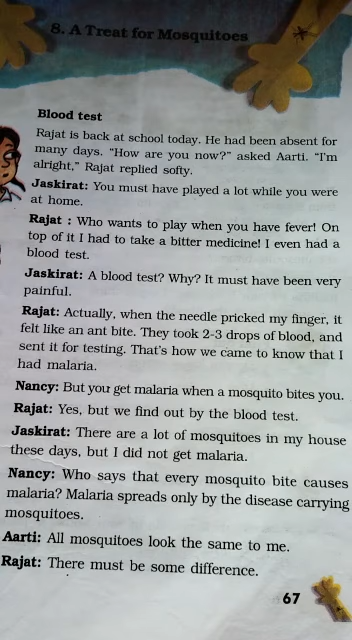 8. A Treat for Mosquitoes
Blood test
Rajat is back at school today. He had been absent for
many days. “How are you now?” asked Aarti. “I'm
alright,” Rajat replied softy.
Jaskirat: You must have played a lot while you were
at home.
Rajat : Who wants to play when you have fever! On
top of it I had to take a bitter medicine! I even had a
blood test.
Jaskirat: A blood test? Why? It must have been very
painful.
Rajat: Actually, when the needle pricked my finger, it
felt like an ant bite. They took 2-3 drops of blood, and
sent it for testing. That's how we came to know that I
had malaria.
Nancy: But you get malaria when a mosquito bites you.
Rajat: Yes, but we find out by the blood test.
Jaskirat: There are a lot of mosquitoes in my house
these days, but I did not get malaria.
Nancy: Who says that every mosquito bite causes
malaria? Malaria spreads only by the disease carrying
mosquitoes.
Aarti: All mosquitoes look the same to me.
Rajat: There must be some difference.
67